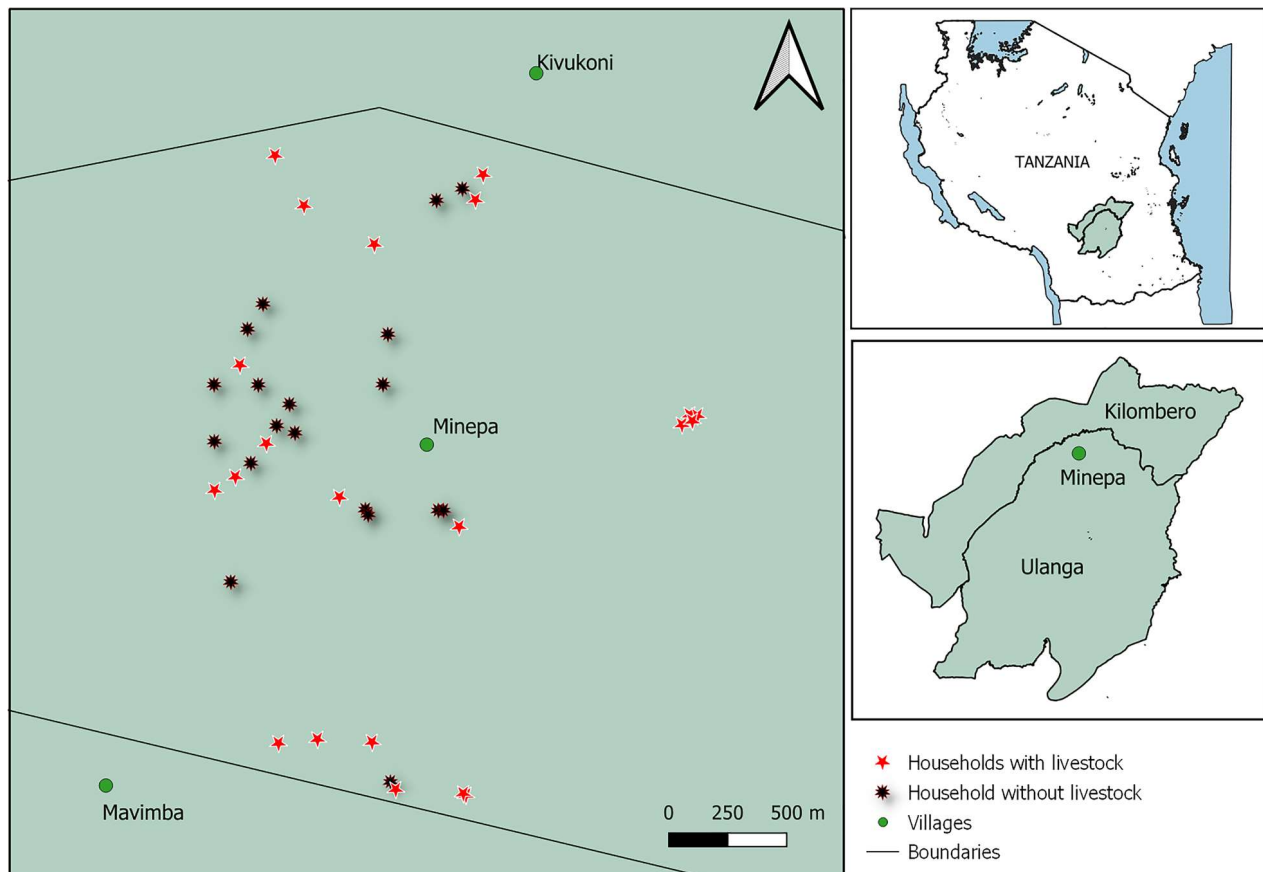 Kivukoni
Minepa
Mavimba
0 250 500 m
TANZANIA
Kilombero
Minepa
Ulanga
Households with livestock
Household without livestock
Villages
Boundaries